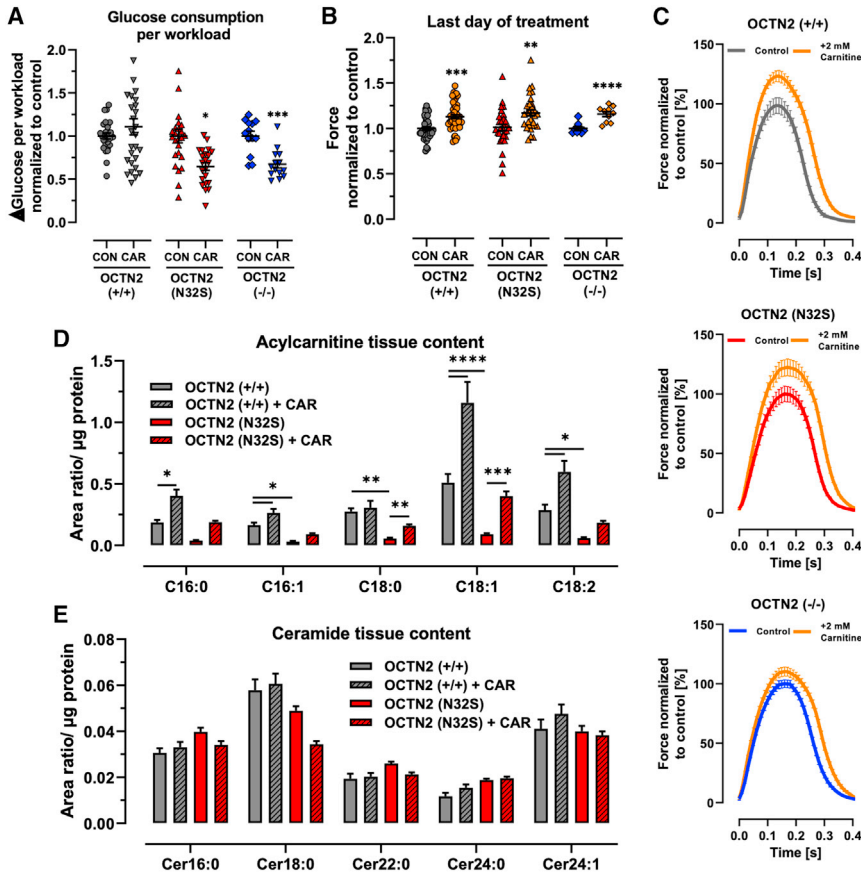 A
Glucose consumption
per workload
▲Glucose per workload
normalized to control
2.0
1.5
1.0
0.5
0.0
*
***
CON CAR CON CAR CON CAR
OCTN2 OCTN2 OCTN2
(+/+) (N32S) (-/-)
B
Last day of treatment
Force
normalized to control
2.0
1.5
1.0
0.5
0.0
***
**
****
CON CAR CON CAR CON CAR
OCTN2 OCTN2 OCTN2
(+/+) (N32S) (-/-)
C
OCTN2 (+/+)
Control
+2 mM
Carnitine
Force normalized
to control [%]
150
100
50
0
0.0 0.1 0.2 0.3 0.4
Time [s]
OCTN2 (N32S)
Control
+2 mM
Carnitine
Force normalized
to control [%]
150
100
50
0
0.0 0.1 0.2 0.3 0.4
Time [s]
OCTN2 (-/-)
Control
+2 mM
Carnitine
Force normalized
to control [%]
150
100
50
0
0.0 0.1 0.2 0.3 0.4
Time [s]
D
Acylcarnitine tissue content
Area ratio/ µg protein
1.5
1.0
0.5
0.0
OCTN2 (+/+)
OCTN2 (+/+) + CAR
OCTN2 (N32S)
OCTN2 (N32S) + CAR
*
*
**
**
****
***
*
C16:0 C16:1 C18:0 C18:1 C18:2
E
Ceramide tissue content
Area ratio/ µg protein
0.08
0.06
0.04
0.02
0.00
OCTN2 (+/+)
OCTN2 (+/+) + CAR
OCTN2 (N32S)
OCTN2 (N32S) + CAR
Cer16:0 Cer18:0 Cer22:0 Cer24:0 Cer24:1